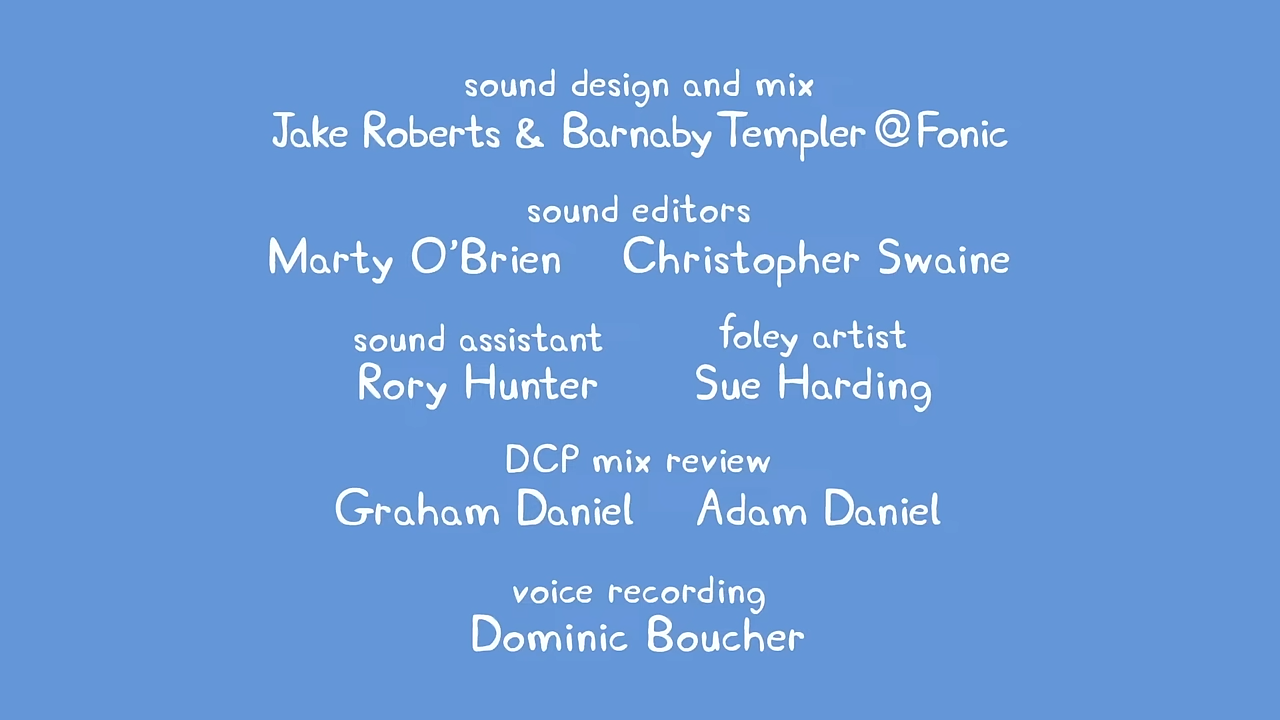 sound design and mix
Jake Roberts & Barnaby Templer @ Fonic
sound editors
Marty O'Brien Christopher Swaine
sound assistant foley artist
Rory Hunter Sue Harding
DCP mix review
Graham Daniel Adam Daniel
voice recording
Dominic Boucher